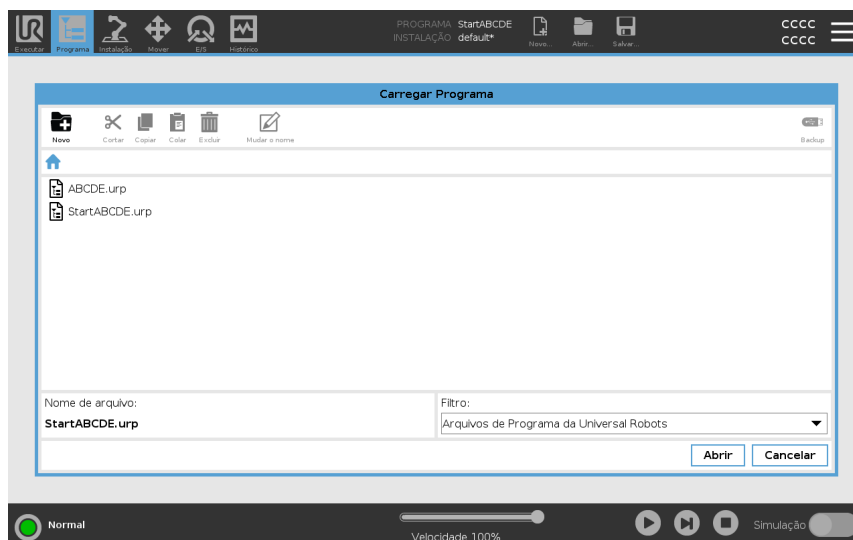 UR
PROGRAMA StartABCDE
INSTALAÇÃO default*
CCCC
CCCC
Executar Programa Instalação Mover E/S Histórico Novo... Abrir... Salvar...
Carregar Programa
Novo Cortar Copiar Colar Excluir Mudar o nome Backup
ABCDE.urp
StartABCDE.urp
Nome de arquivo: Filtro:
StartABCDE.urp Arquivos de Programa da Universal Robots
Abrir Cancelar
Normal
Velocidade 100%
Simulação